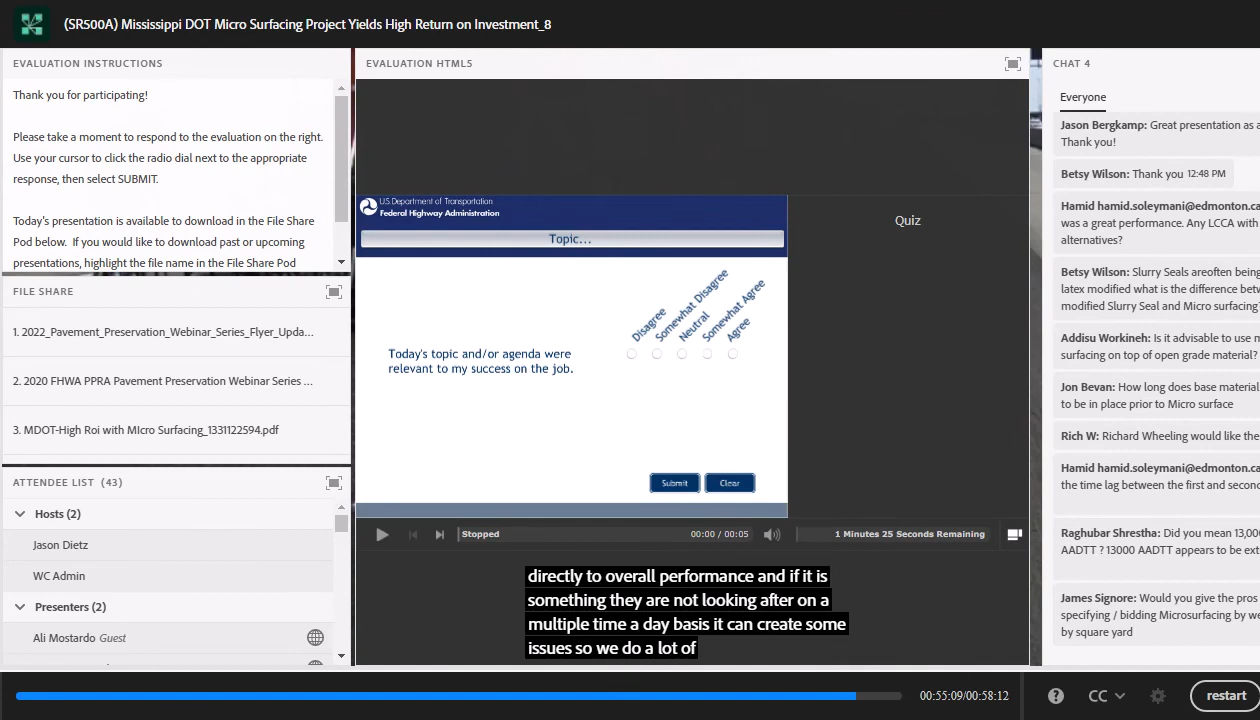 (SR500A) Mississippi DOT Micro Surfacing Project Yields High Return on Investment_8
EVALUATION INSTRUCTIONS
Thank you for participating!
Please take a moment to respond to the evaluation on the right.
Use your cursor to click the radio dial next to the appropriate
response, then select SUBMIT.
Today's presentation is available to download in the File Share
Pod below. If you would like to download past or upcoming
presentations, highlight the file name in the File Share Pod
FILE SHARE
1. 2022_Pavement_Preservation_Webinar_Series_Flyer_Upda...
2. 2020 FHWA PPRA Pavement Preservation Webinar Series ...
3. MDOT-High Roi with MIcro Surfacing_1331122594.pdf
ATTENDEE LIST (43)
Hosts (2)
Jason Dietz
WC Admin
Presenters (2)
Ali Mostardo Guest
EVALUATION HTML5
U.S.Department of Transportation
Federal Highway Administration
Topic...
Disagree
Somewhat Disagree
Neutral
Somewhat Agree
Agree
Today's topic and/or agenda were
relevant to my success on the job.
Submit
Clear
Quiz
Stopped
00:00 / 00:05
1 Minutes 25 Seconds Remaining
directly to overall performance and if it is
something they are not looking after on a
multiple time a day basis it can create some
issues so we do a lot of
CHAT 4
Everyone
Jason Bergkamp: Great presentation as a
Thank you!
Betsy Wilson: Thank you 12:48 PM
Hamid hamid.soleymani@edmonton.ca
was a great performance. Any LCCA with
alternatives?
Betsy Wilson: Slurry Seals areoften being
latex modified what is the difference betw
modified Slurry Seal and Micro surfacing?
Addisu Workineh: Is it advisable to use m
surfacing on top of open grade material?
Jon Bevan: How long does base material
to be in place prior to Micro surface
Rich W: Richard Wheeling would like the
Hamid hamid.soleymani@edmonton.ca
the time lag between the first and second
Raghubar Shrestha: Did you mean 13,00
AADTT ? 13000 AADTT appears to be ext
James Signore: Would you give the pros
specifying / bidding Microsurfacing by we
by square yard
00:55:09/00:58:12
CC
restart